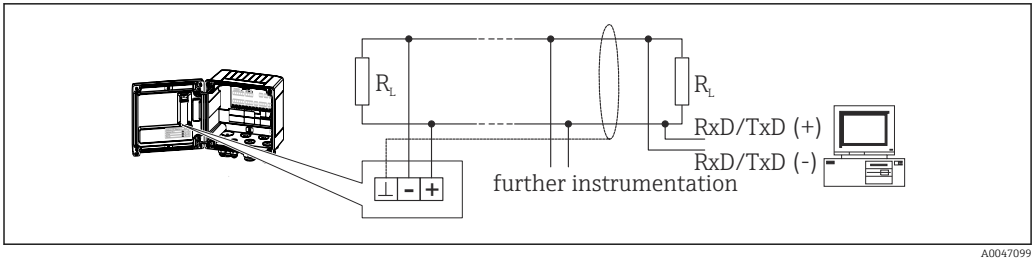 R_L
R_L
RxD/TxD (+)
RxD/TxD (-)
further instrumentation
⊥ - +
A0047099